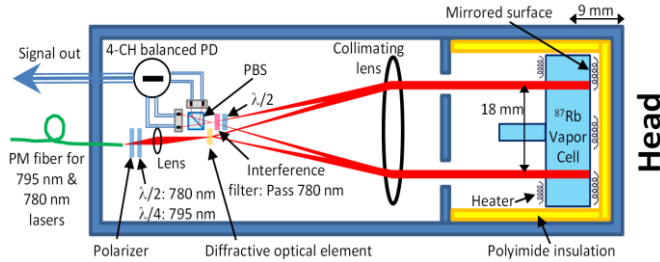 Signal out
4-CH balanced PD
PBS
λ/2
Collimating
lens
Mirrored surface
9 mm
PM fiber for
795 nm &
780 nm
lasers
Lens
Interference
filter: Pass 780 nm
λ/2: 780 nm
λ/4: 795 nm
Polarizer
Diffractive optical element
18 mm
87Rb
Vapor
Cell
Heater
Polyimide insulation
Head